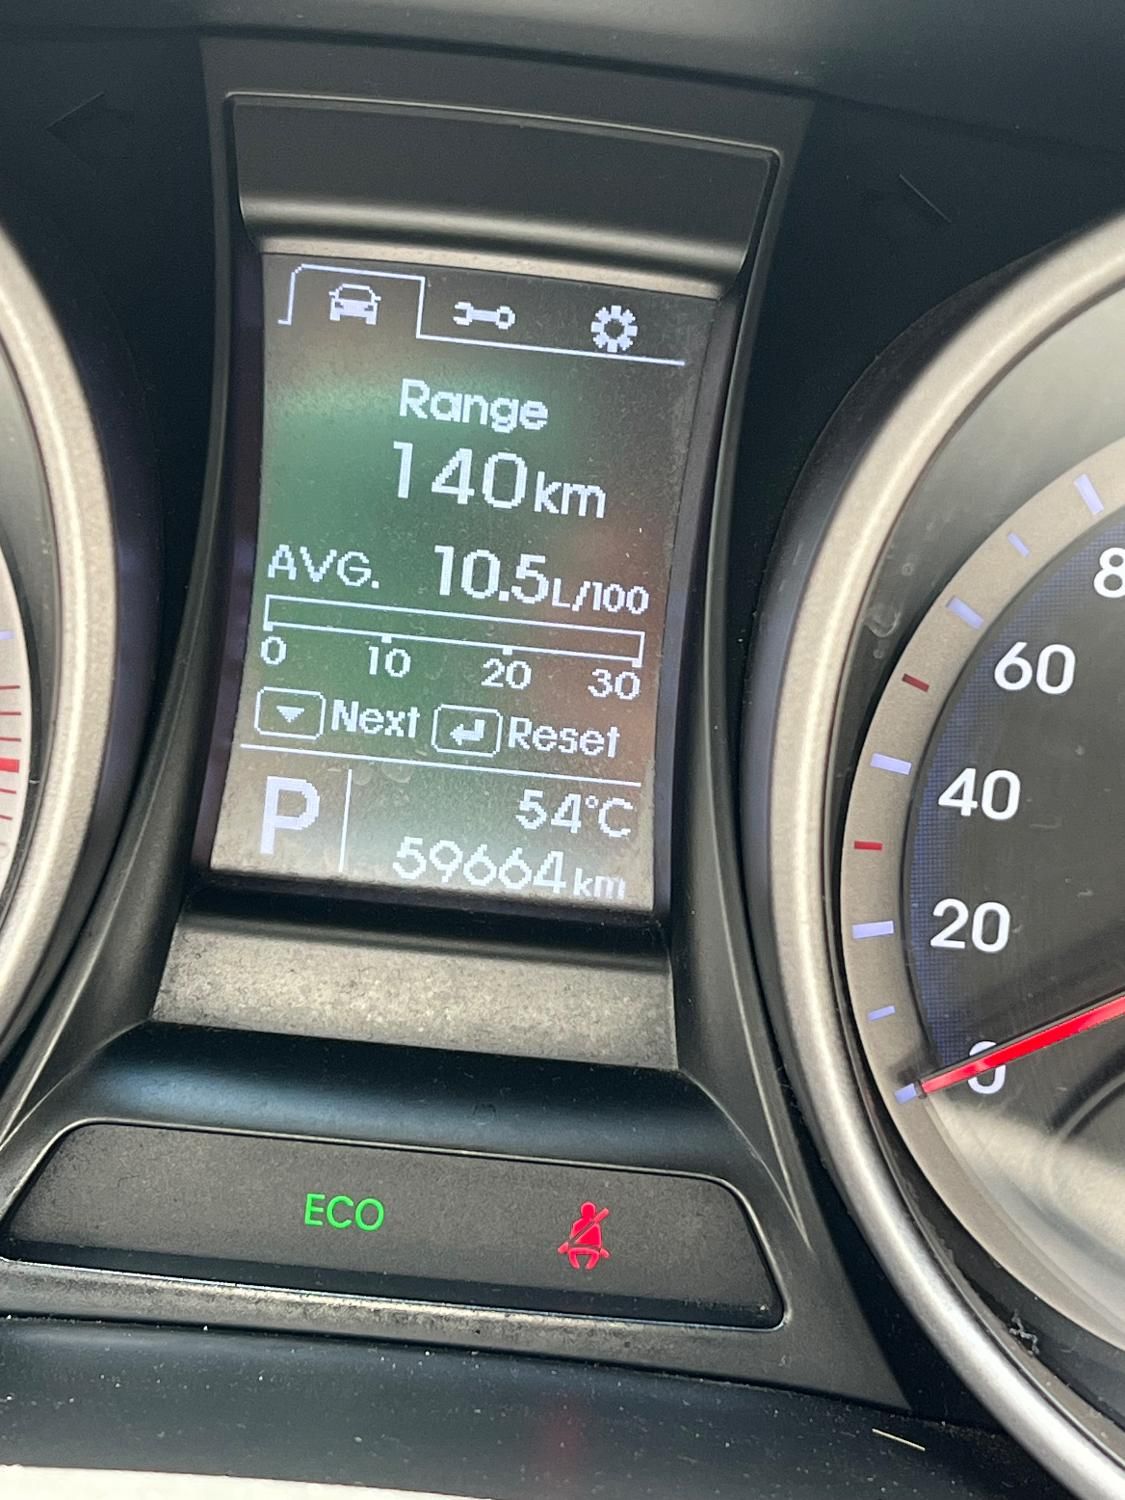 Range
140km
AVG. 10.5L/100
0 10 20 30
Next Reset
P 54°C
59664km
ECO
8
60
40
20
0